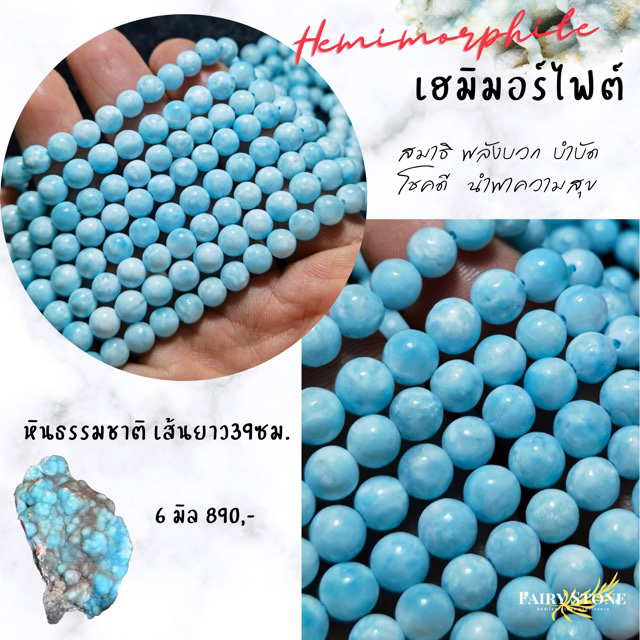 Hemimorphite
เฮมิมอร์ไฟต์
สมาธิ พลังบวก บำบัด
โชคดี นำพาความสุข
หินธรรมชาติ เส้นยาว39ซม.
6 มิล 890,-
FAIRY STONE